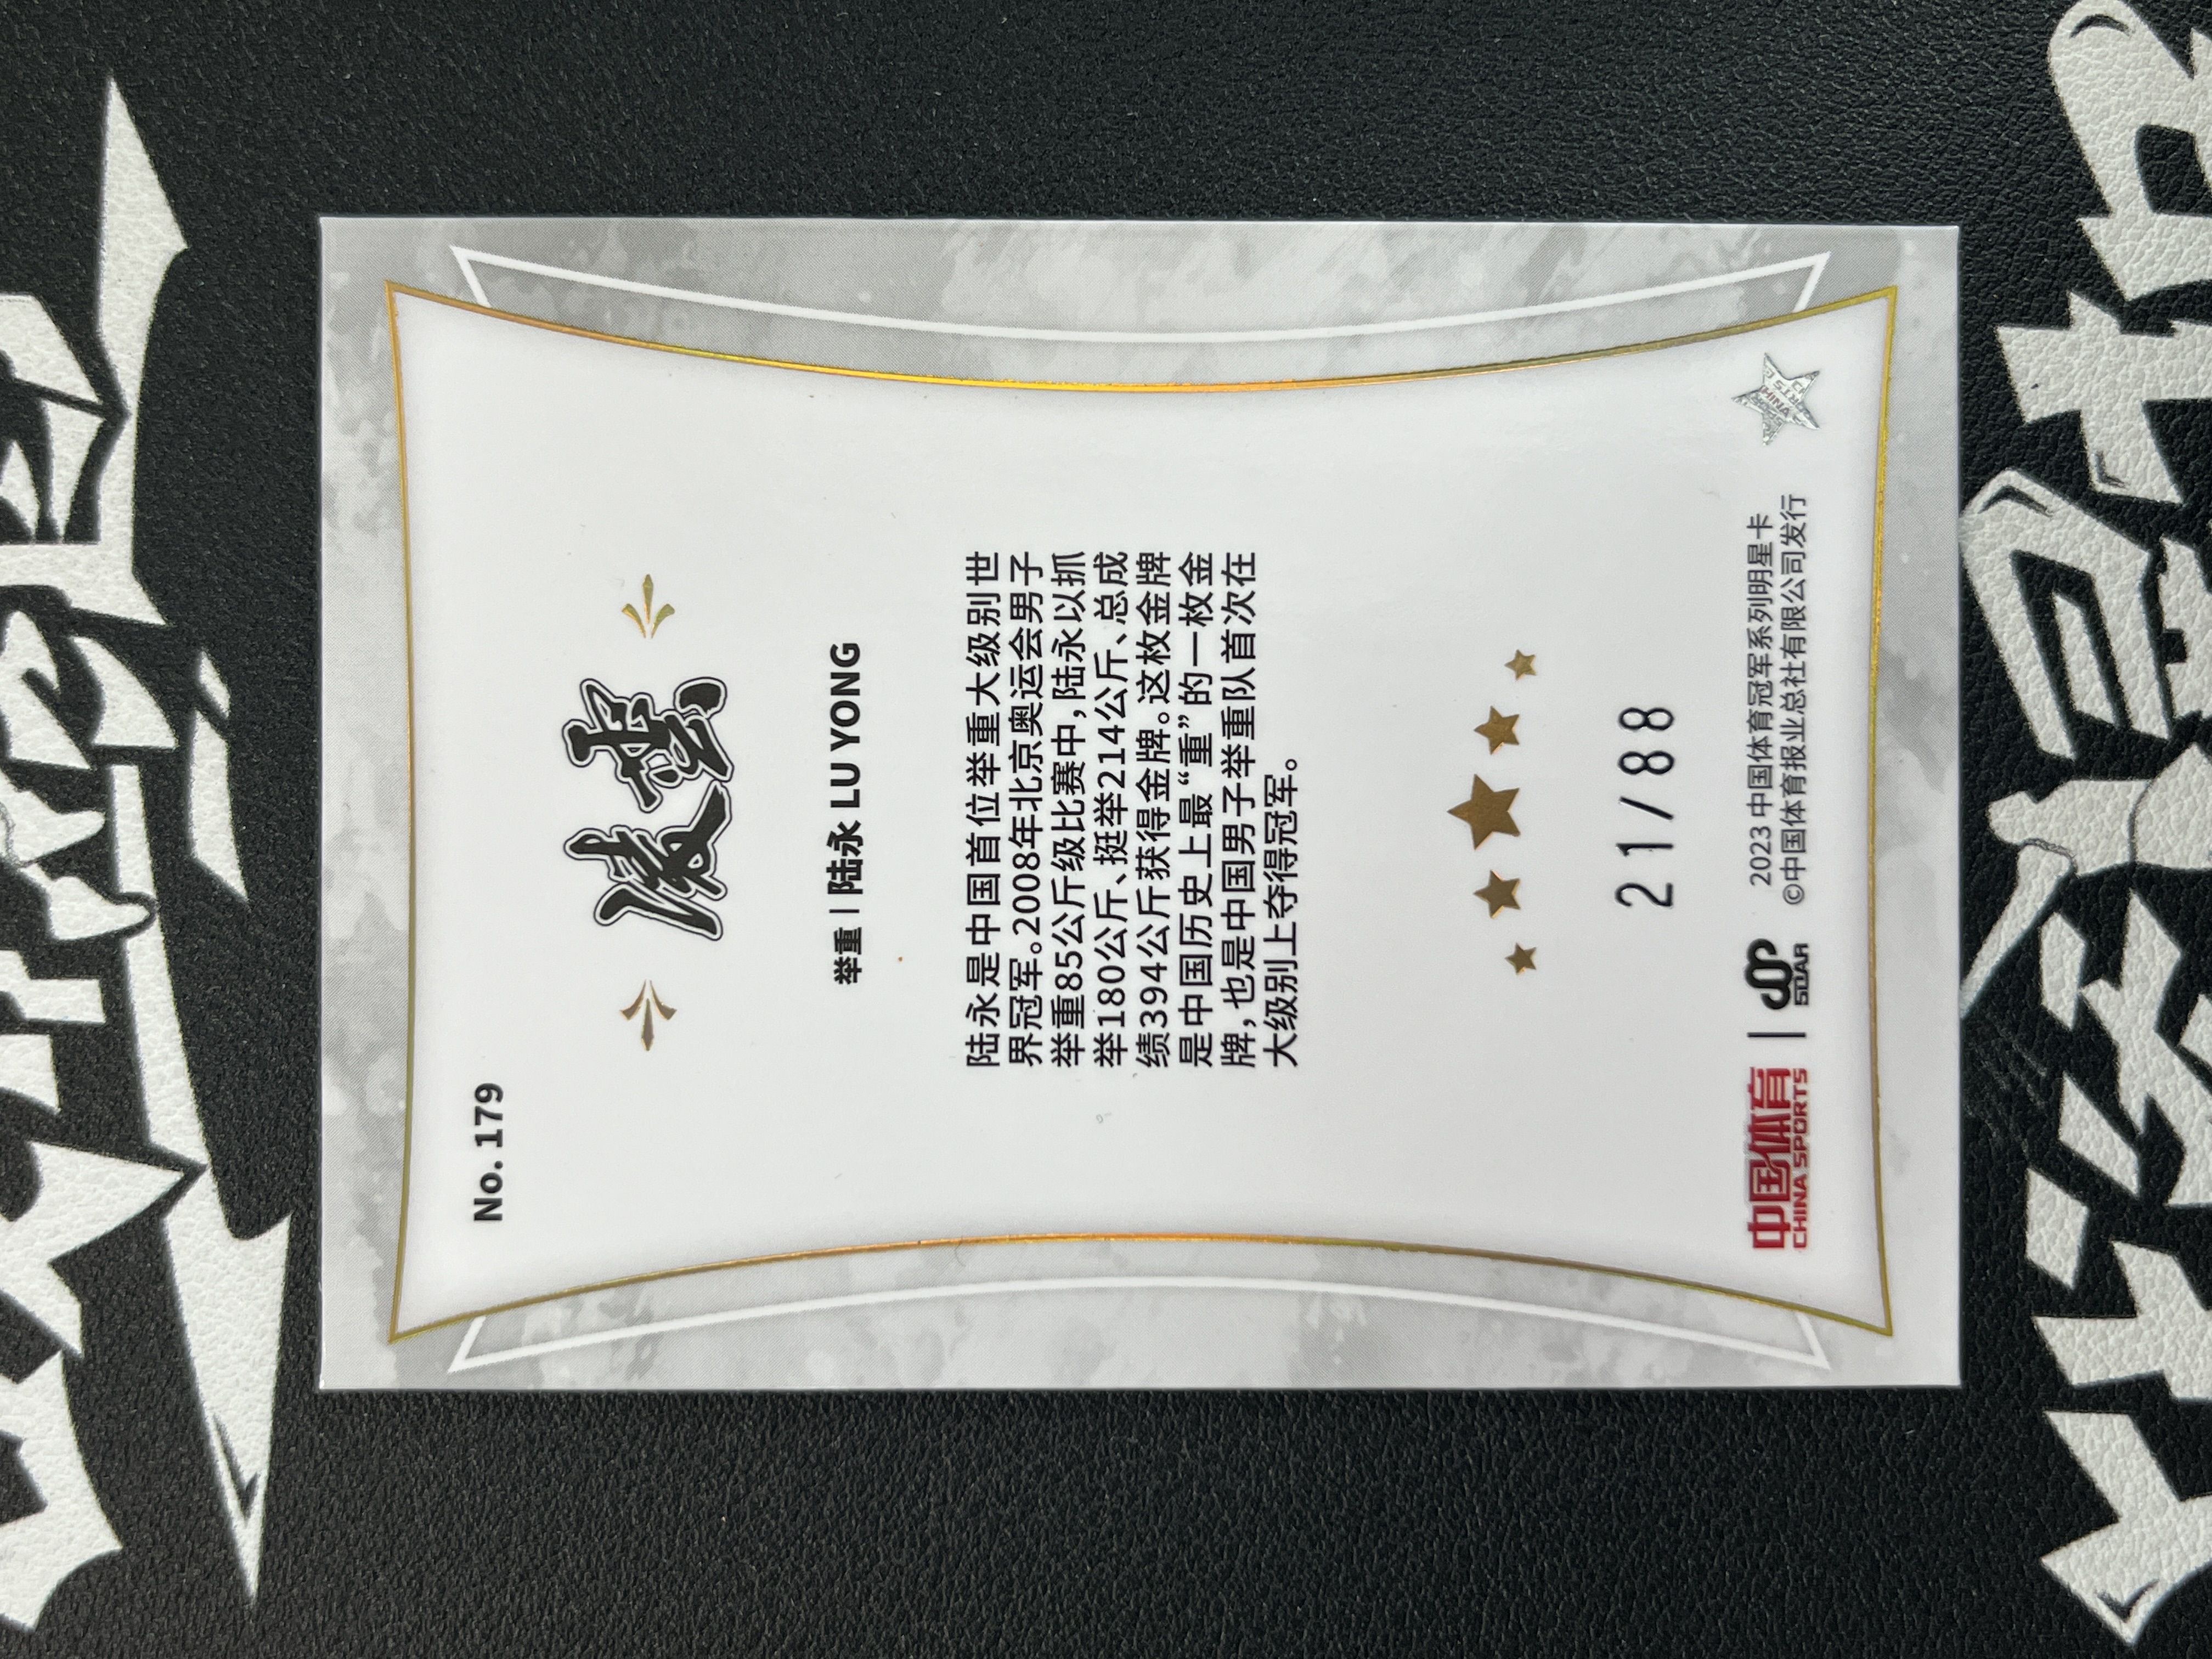 No. 179
凌雲
举重 | 陆永 LU YONG
陆永是中国首位举重大级别世
界冠军。2008年北京奥运会男子
举重85公斤级比赛中,陆永以抓
举180公斤、挺举214公斤、总成
绩394公斤获得金牌。这枚金牌
是中国历史上最“重”的一枚金
牌,也是中国男子举重队首次在
大级别上夺得冠军。
21/88
中国体育
CHINA SPORTS
SOAR
2023 中国体育冠军系列明星卡
©中国体育报业总社有限公司发行